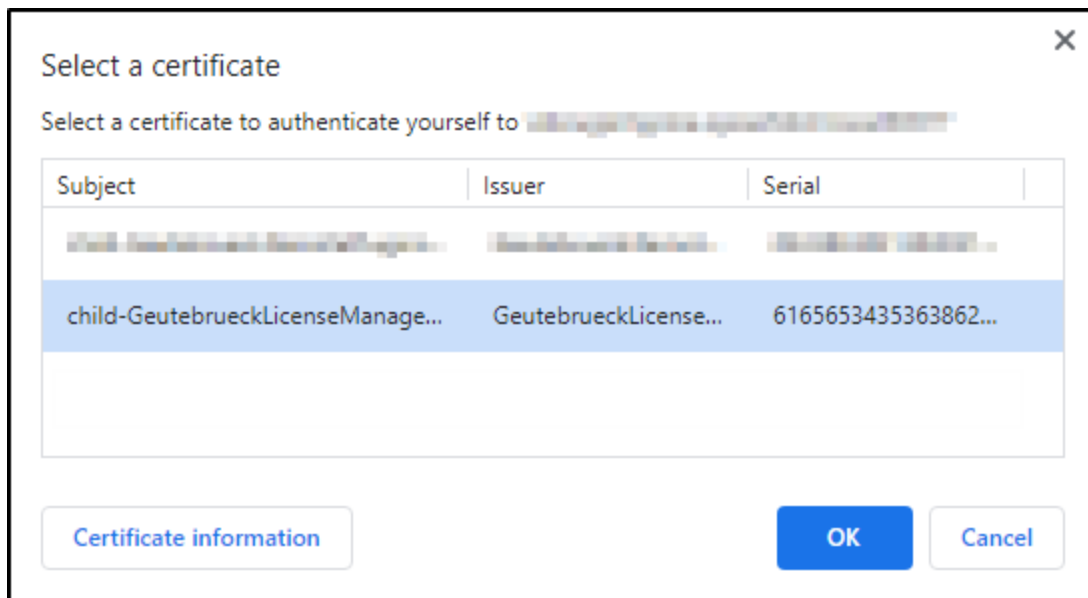 Select a certificate
Select a certificate to authenticate yourself to
Subject Issuer Serial
child-GeutebrueckLicenseManage... GeutebrueckLicense...6165653435363862...
Certificate information OK Cancel